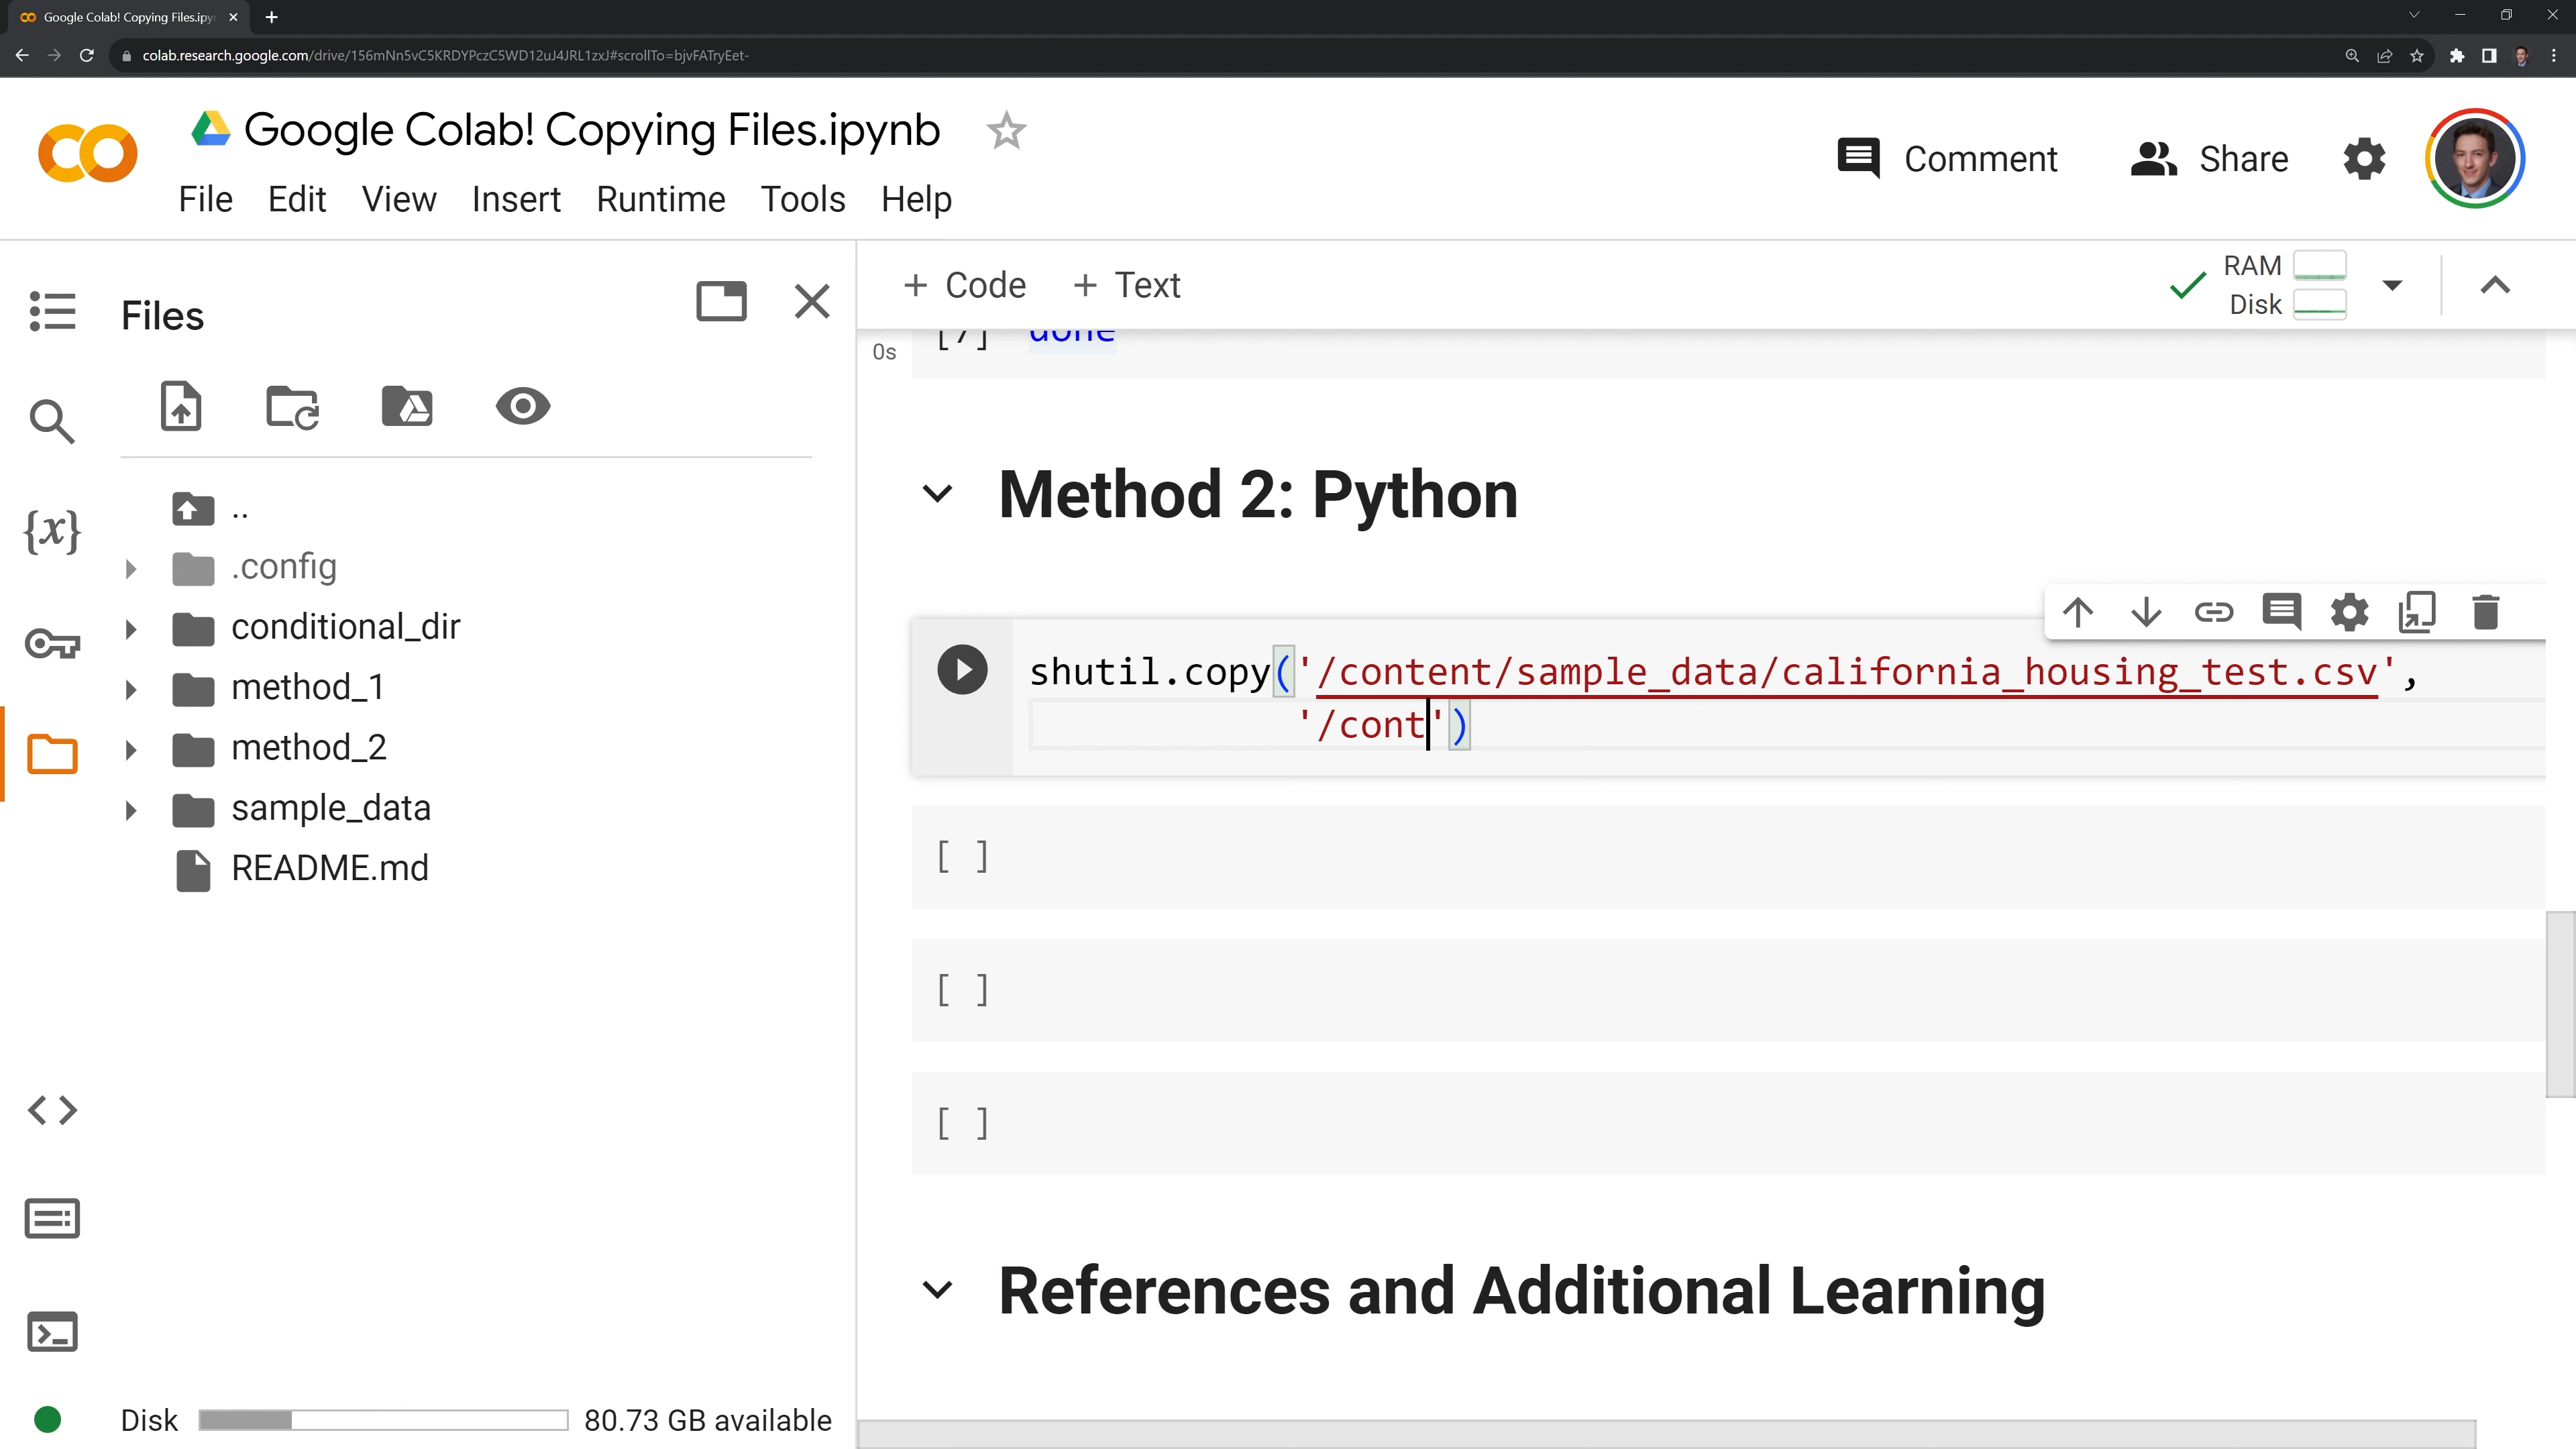 Google Colab! Copying Files.ipy
colab.research.google.com/drive/156mNn5vC5KRDYPczC5WD12uJ4JRL1zxJ#scrollTo=bjvFATryEet-
Google Colab! Copying Files.ipynb
File Edit View Insert Runtime Tools Help
Comment
Share
Files
..
.config
conditional_dir
method_1
method_2
sample_data
README.md
Disk 80.73 GB available
+ Code + Text
RAM
Disk
0s
[7] done
Method 2: Python
shutil.copy('/content/sample_data/california_housing_test.csv',
'/cont')
[ ]
[ ]
[ ]
References and Additional Learning